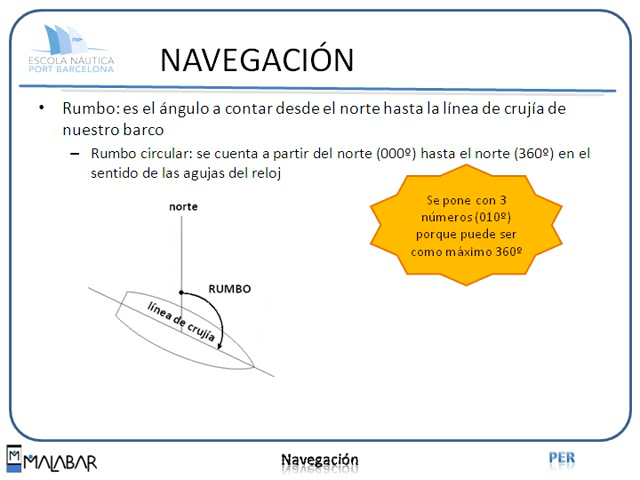 ESCOLA NÁUTICA
PORT BARCELONA
NAVEGACIÓN
• Rumbo: es el ángulo a contar desde el norte hasta la línea de crujía de
nuestro barco
– Rumbo circular: se cuenta a partir del norte (000º) hasta el norte (360º) en el
sentido de las agujas del reloj
Se pone con 3
números (010º)
porque puede ser
como máximo 360º
norte
RUMBO
línea de crujía
MALABAR
Navegación
PER